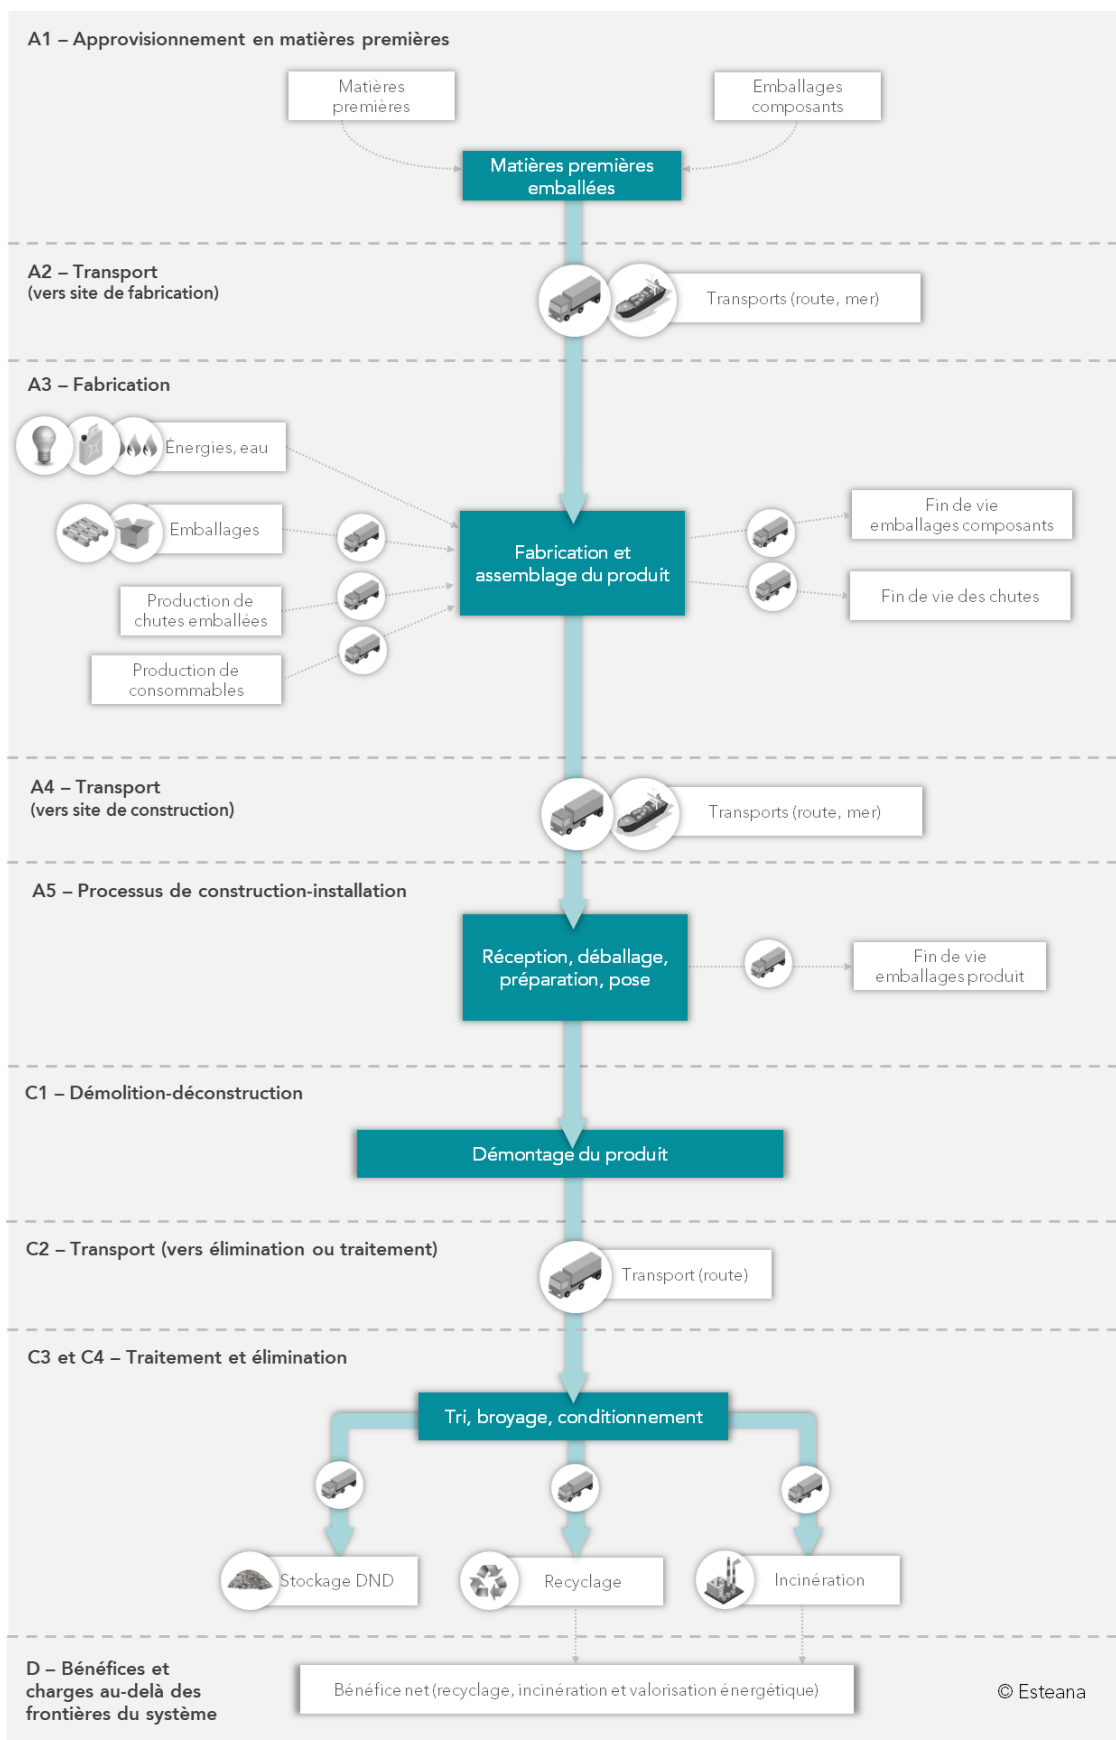 A1 – Approvisionnement en matières premières
Matières
premières
Emballages
composants
Matières premières
emballées
A2 – Transport
(vers site de fabrication)
Transports (route, mer)
A3 – Fabrication
Énergies, eau
Emballages
Production de
chutes emballées
Production de
consommables
Fabrication et
assemblage du produit
Fin de vie
emballages composants
Fin de vie des chutes
A4 – Transport
(vers site de construction)
Transports (route, mer)
A5 – Processus de construction-installation
Réception, déballage,
préparation, pose
Fin de vie
emballages produit
C1 – Démolition-déconstruction
Démontage du produit
C2 – Transport (vers élimination ou traitement)
Transport (route)
C3 et C4 – Traitement et élimination
Tri, broyage, conditionnement
Stockage DND
Recyclage
Incinération
D – Bénéfices et
charges au-delà des
frontières du système
Bénéfice net (recyclage, incinération et valorisation énergétique)
© Esteana